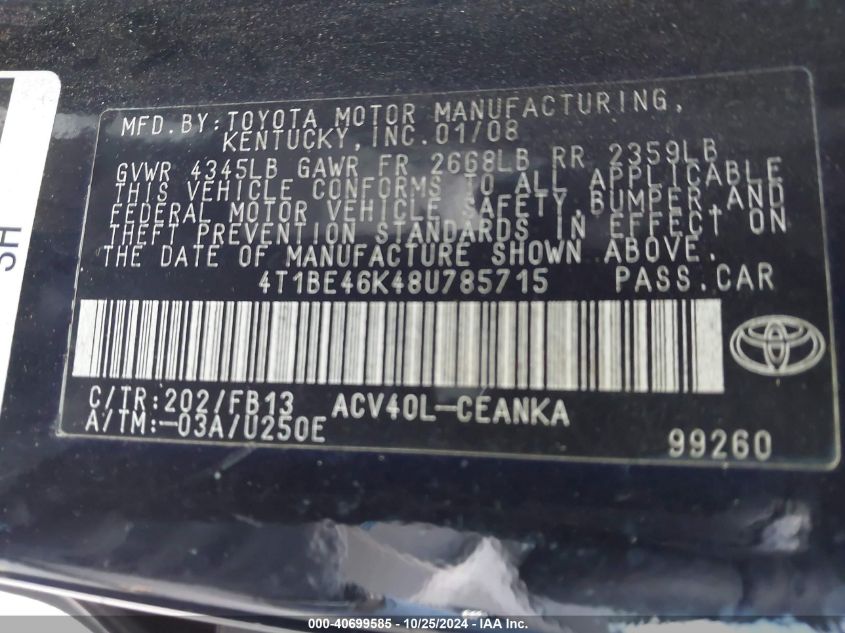 MFD.BY:TOYOTA MOTOR MANUFACTURING,
KENTUCKY, INC.01/08
GVWR 4345LB GAWR FR 2668LB RR 2359LB
THIS VEHICLE CONFORMS TO ALL APPLICABLE
FEDERAL MOTOR VEHICLE SAFETY,BUMPER,AND
THEFT PREVENTION STANDARDS IN EFFECT ON
THE DATE OF MANUFACTURE SHOWN ABOVE.
4T1BE46K48U785715 PASS.CAR
C/TR:202/FB13 ACV40L-CEANKA
A/TM:-03A/U250E
99260
SH
000-40699585 - 10/25/2024 - IAAI.com